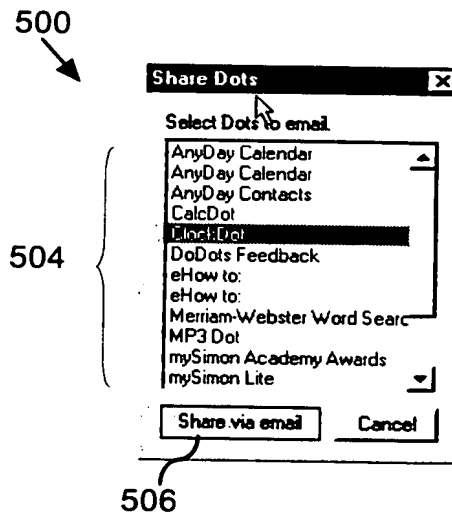 500
Share Dots
Select Dots to email.
AnyDay Calendar
AnyDay Calendar
AnyDay Contacts
CalcDot
ClockDot
DoDots Feedback
eHow to:
eHow to:
Merriam-Webster Word Searc
MP3 Dot
mySimon Academy Awards
mySimon Lite
504
Share via email Cancel
506